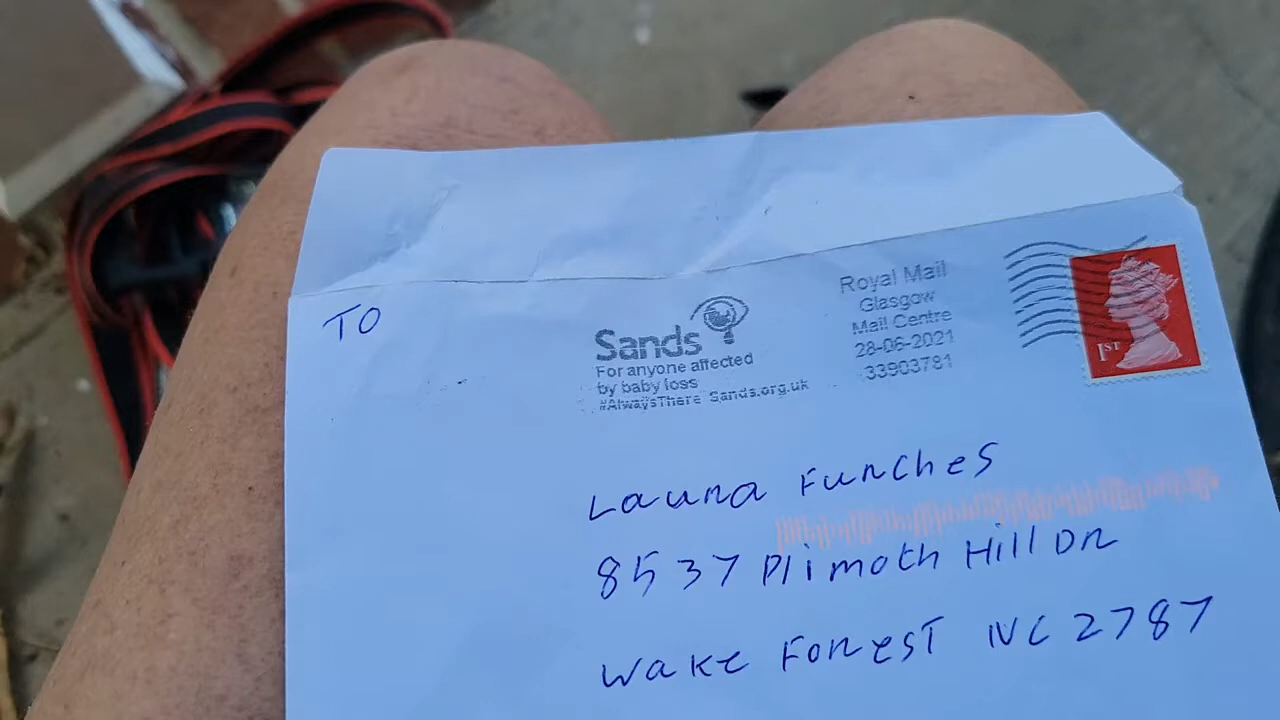 TO
Sands
For anyone affected
by baby loss
#AlwaysThere Sands.org.uk
Royal Mail
Glasgow
Mail Centre
28-06-2021
33903781
1ST
Laura Funches
8537 Plimoth Hill Dr
Wake Forest NC 2787